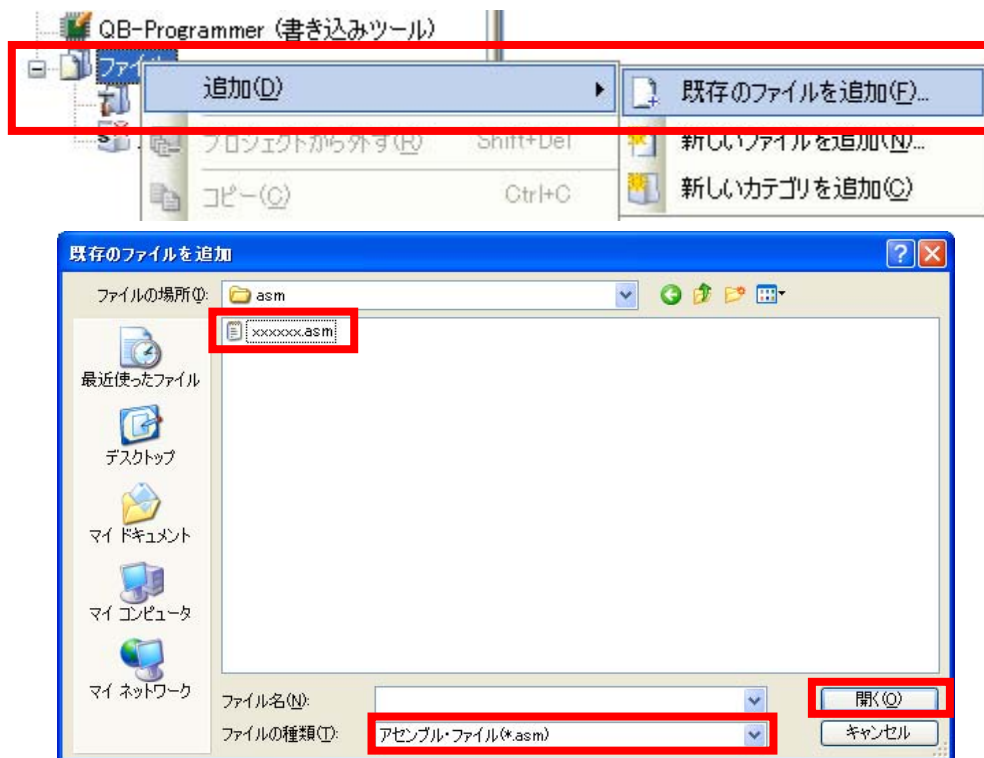 QB-Programmer (書き込みツール)
ファイル
追加(D)
既存のファイルを追加(F)...
プロジェクトから外す(R) Shift+Del
新しいファイルを追加(N)...
コピー(C) Ctrl+C
新しいカテゴリを追加(C)
既存のファイルを追加
ファイルの場所(I): asm
xxxxxx.asm
最近使ったファイル
デスクトップ
マイ ドキュメント
マイ コンピュータ
マイ ネットワーク
ファイル名(N): 開く(O)
ファイルの種類(T): アセンブル・ファイル(*.asm) キャンセル